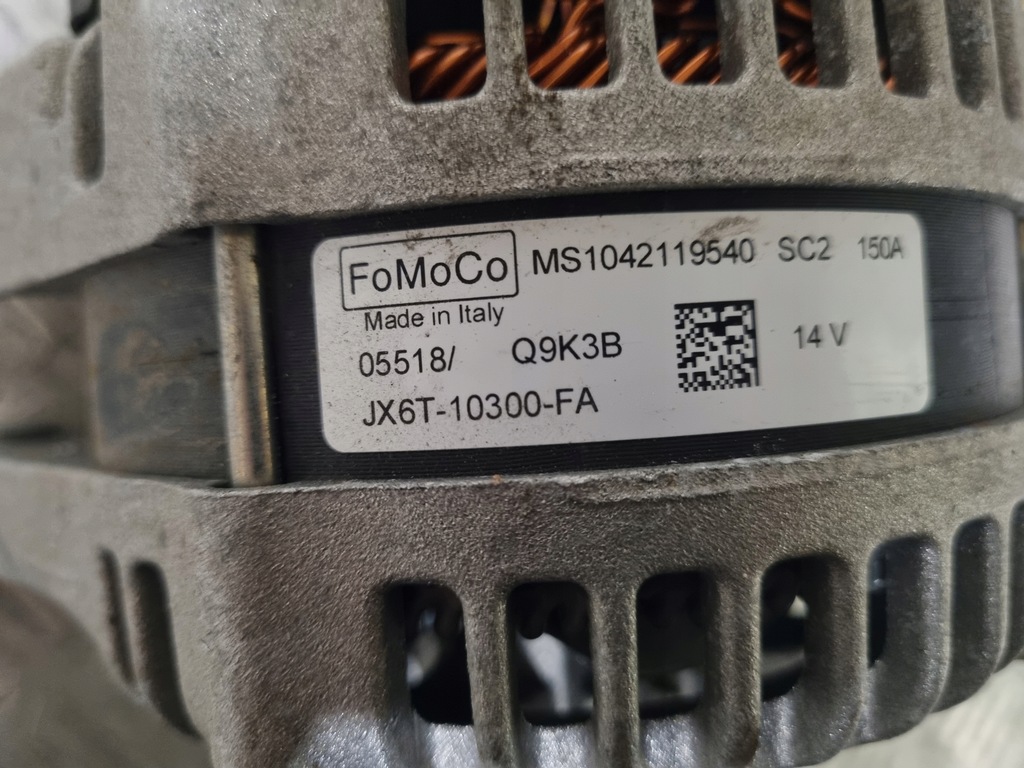 FoMoCo MS1042119540 SC2 150A
Made in Italy
05518/ Q9K3B 14 V
JX6T-10300-FA